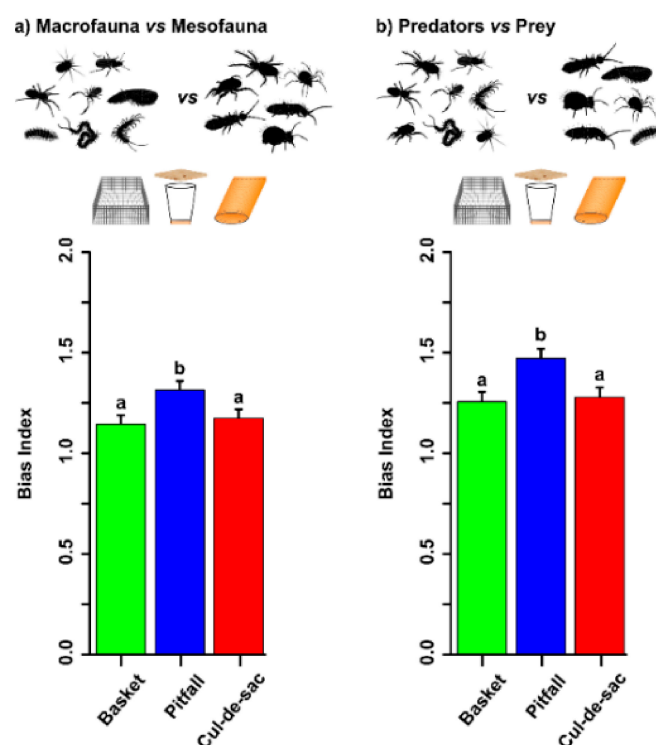 a) Macrofauna vs Mesofauna
vs
Bias Index
2.0
1.5
1.0
0.5
0.0
a
b
a
Basket
Pitfall
Cul-de-sac
b) Predators vs Prey
vs
Bias Index
2.0
1.5
1.0
0.5
0.0
a
b
a
Basket
Pitfall
Cul-de-sac